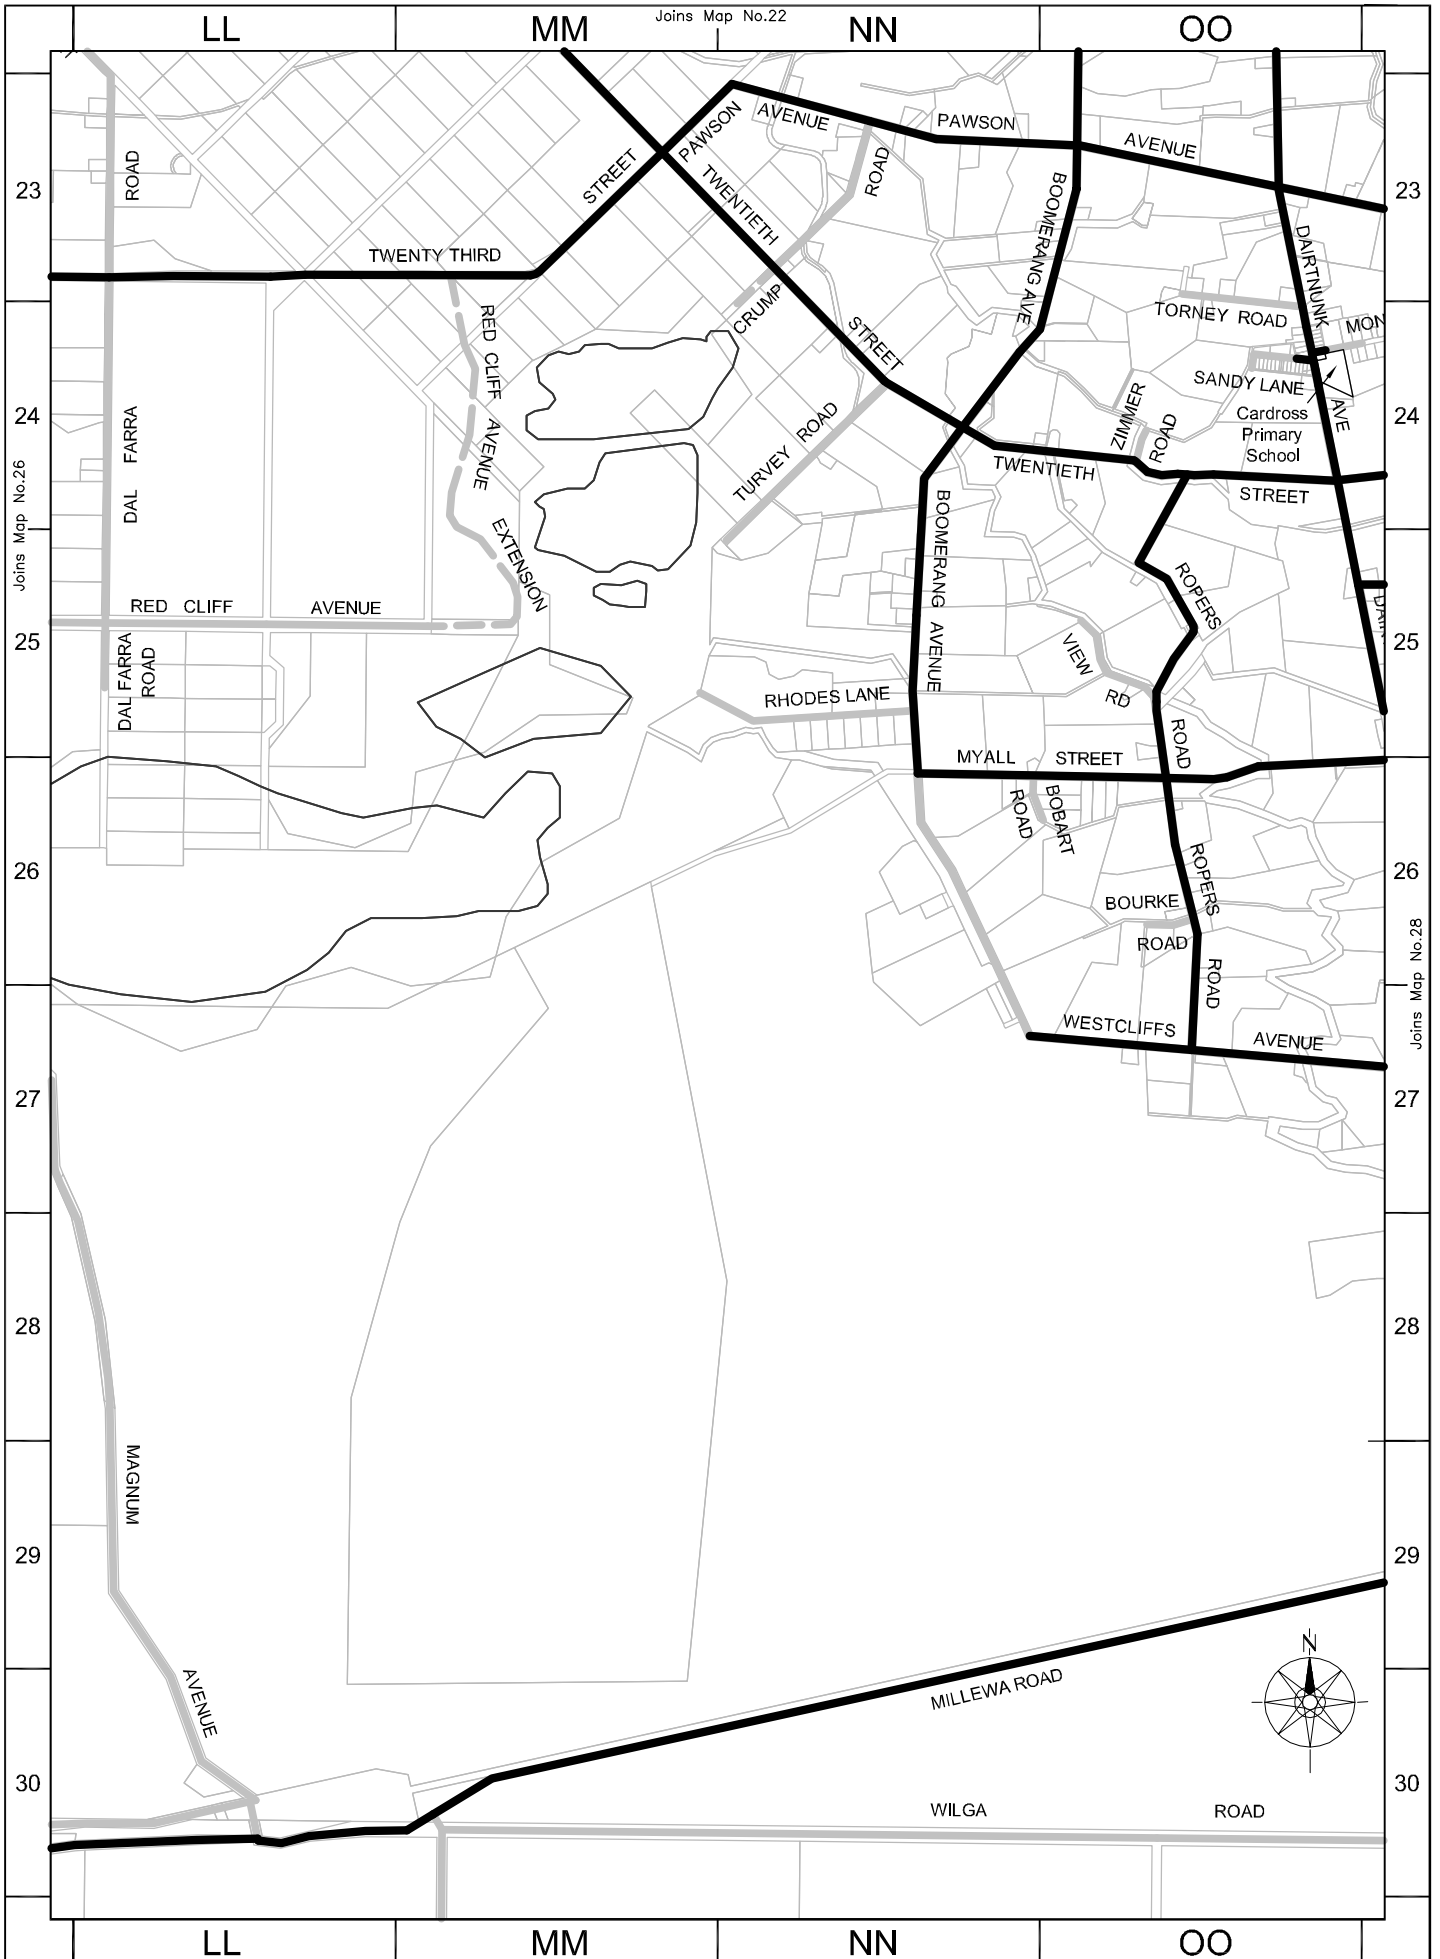 Joins Map No.22
LL MM NN OO
23
24
25
26
27
28
29
30
Joins Map No.26
23
24
25
26
27
28
29
30
Joins Map No.28
PAWSON
AVENUE
PAWSON
AVENUE
ROAD
STREET
TWENTIETH
ROAD
BOOMERANG AVE
TWENTY THIRD
DAIRTNUNK
AVE
CRUMP
STREET
TORNEY ROAD
MON
RED CLIFF AVENUE
EXTENSION
SANDY LANE
ZIMMER
ROAD
Cardross
Primary
School
DAL FARRA
TURVEY ROAD
TWENTIETH
STREET
BOOMERANG AVENUE
ROPERS
RED CLIFF AVENUE
DAL FARRA
ROAD
VIEW
RD
RHODES LANE
ROAD
MYALL STREET
BOBART
ROAD
ROPERS
BOURKE
ROAD
ROAD
WESTCLIFFS
AVENUE
MAGNUM
AVENUE
N
MILLEWA ROAD
WILGA ROAD
LL MM NN OO